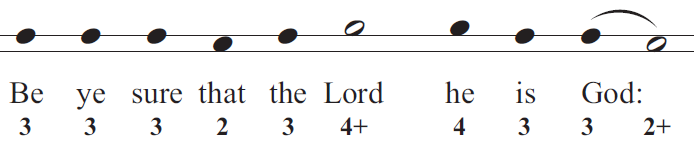 Be ye sure that the Lord he is God:
3 3 3 2 3 4+ 4 3 3 2+